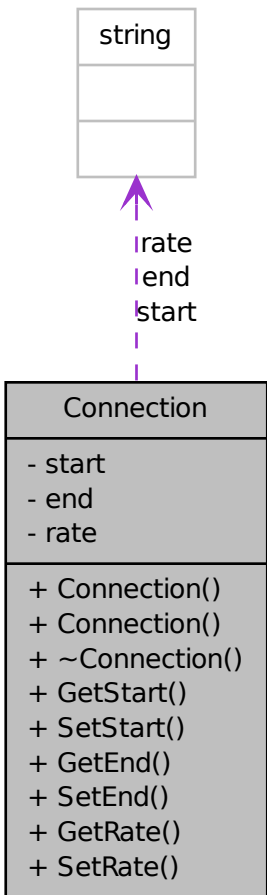 string
rate
end
start
Connection
- start
- end
- rate
+ Connection()
+ Connection()
+ ~Connection()
+ GetStart()
+ SetStart()
+ GetEnd()
+ SetEnd()
+ GetRate()
+ SetRate()